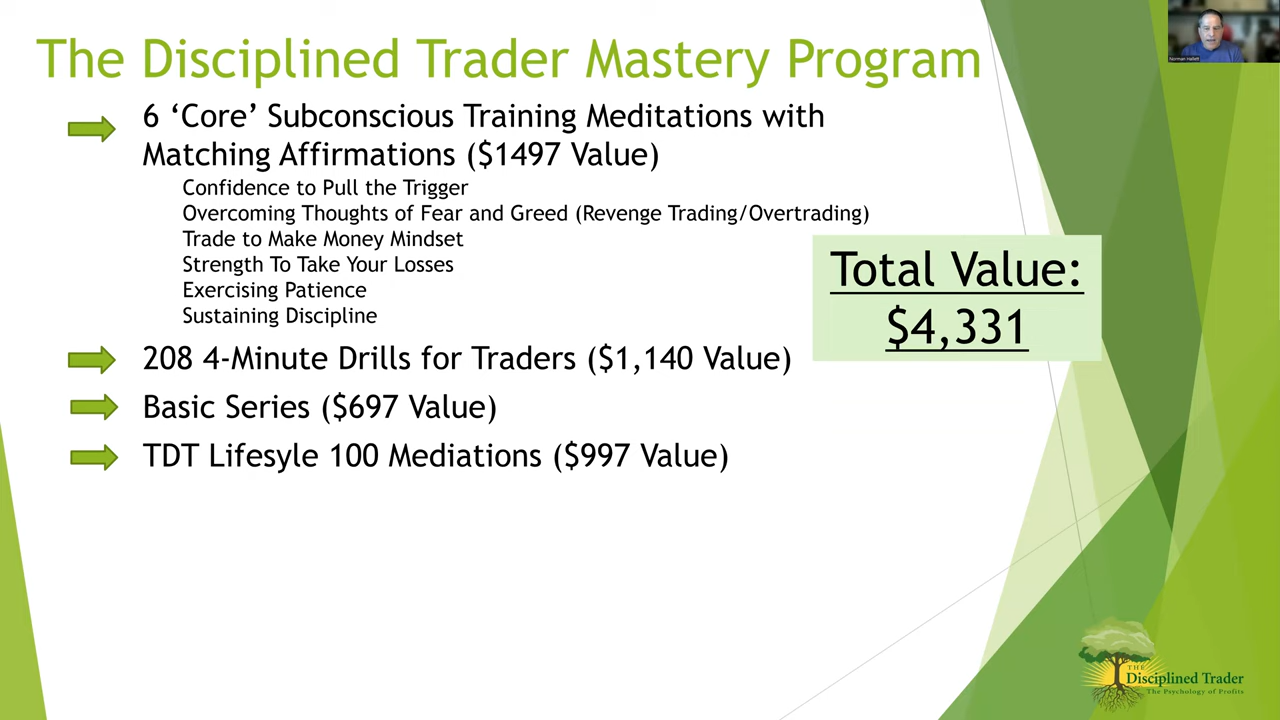 The Disciplined Trader Mastery Program
6 ‘Core’ Subconscious Training Meditations with
Matching Affirmations ($1497 Value)
Confidence to Pull the Trigger
Overcoming Thoughts of Fear and Greed (Revenge Trading/Overtrading)
Trade to Make Money Mindset
Strength To Take Your Losses
Exercising Patience
Sustaining Discipline
208 4-Minute Drills for Traders ($1,140 Value)
Basic Series ($697 Value)
TDT Lifesyle 100 Mediations ($997 Value)
Total Value:
$4,331
Norman Hallett
THE
Disciplined Trader
The Psychology of Profits